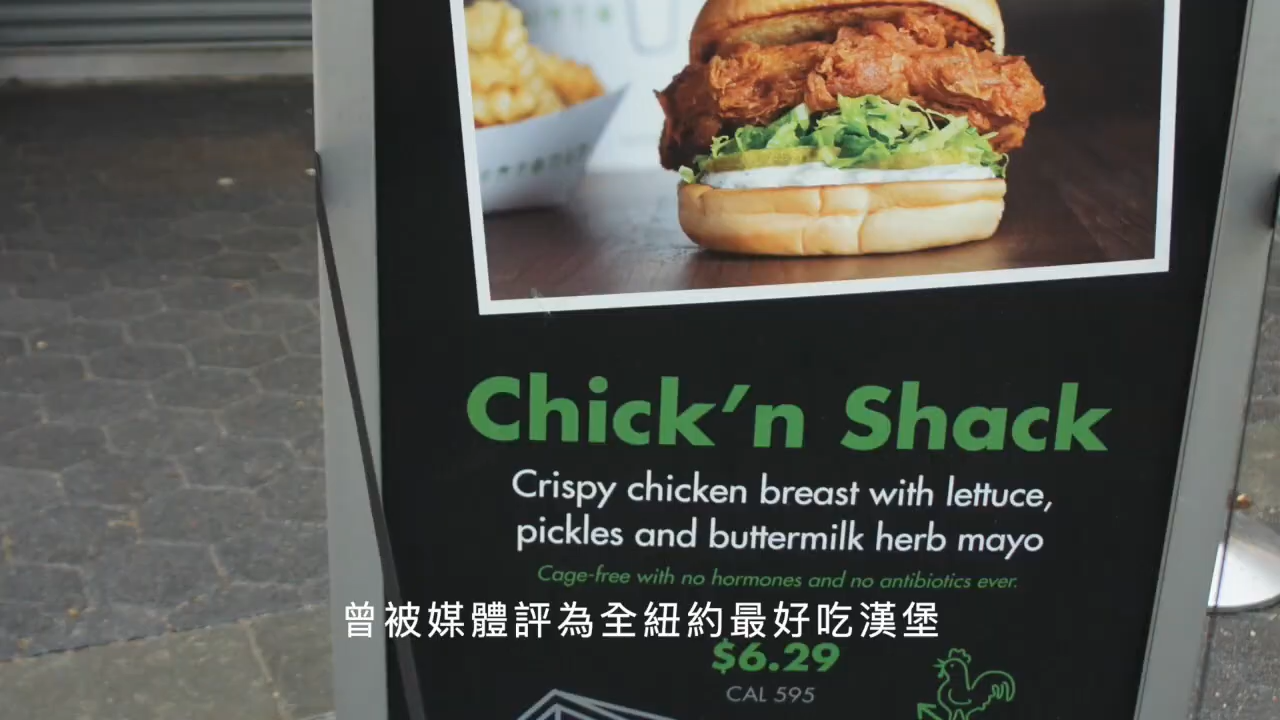 Chick'n Shack
Crispy chicken breast with lettuce,
pickles and buttermilk herb mayo
Cage-free with no hormones and no antibiotics ever.
曾被媒體評為全紐約最好吃漢堡
$6.29
CAL 595